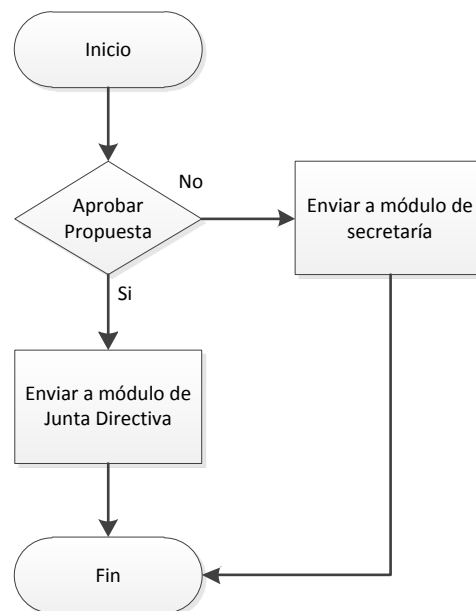 Inicio
No
Aprobar
Propuesta
Enviar a módulo de
secretaría
Si
Enviar a módulo de
Junta Directiva
Fin